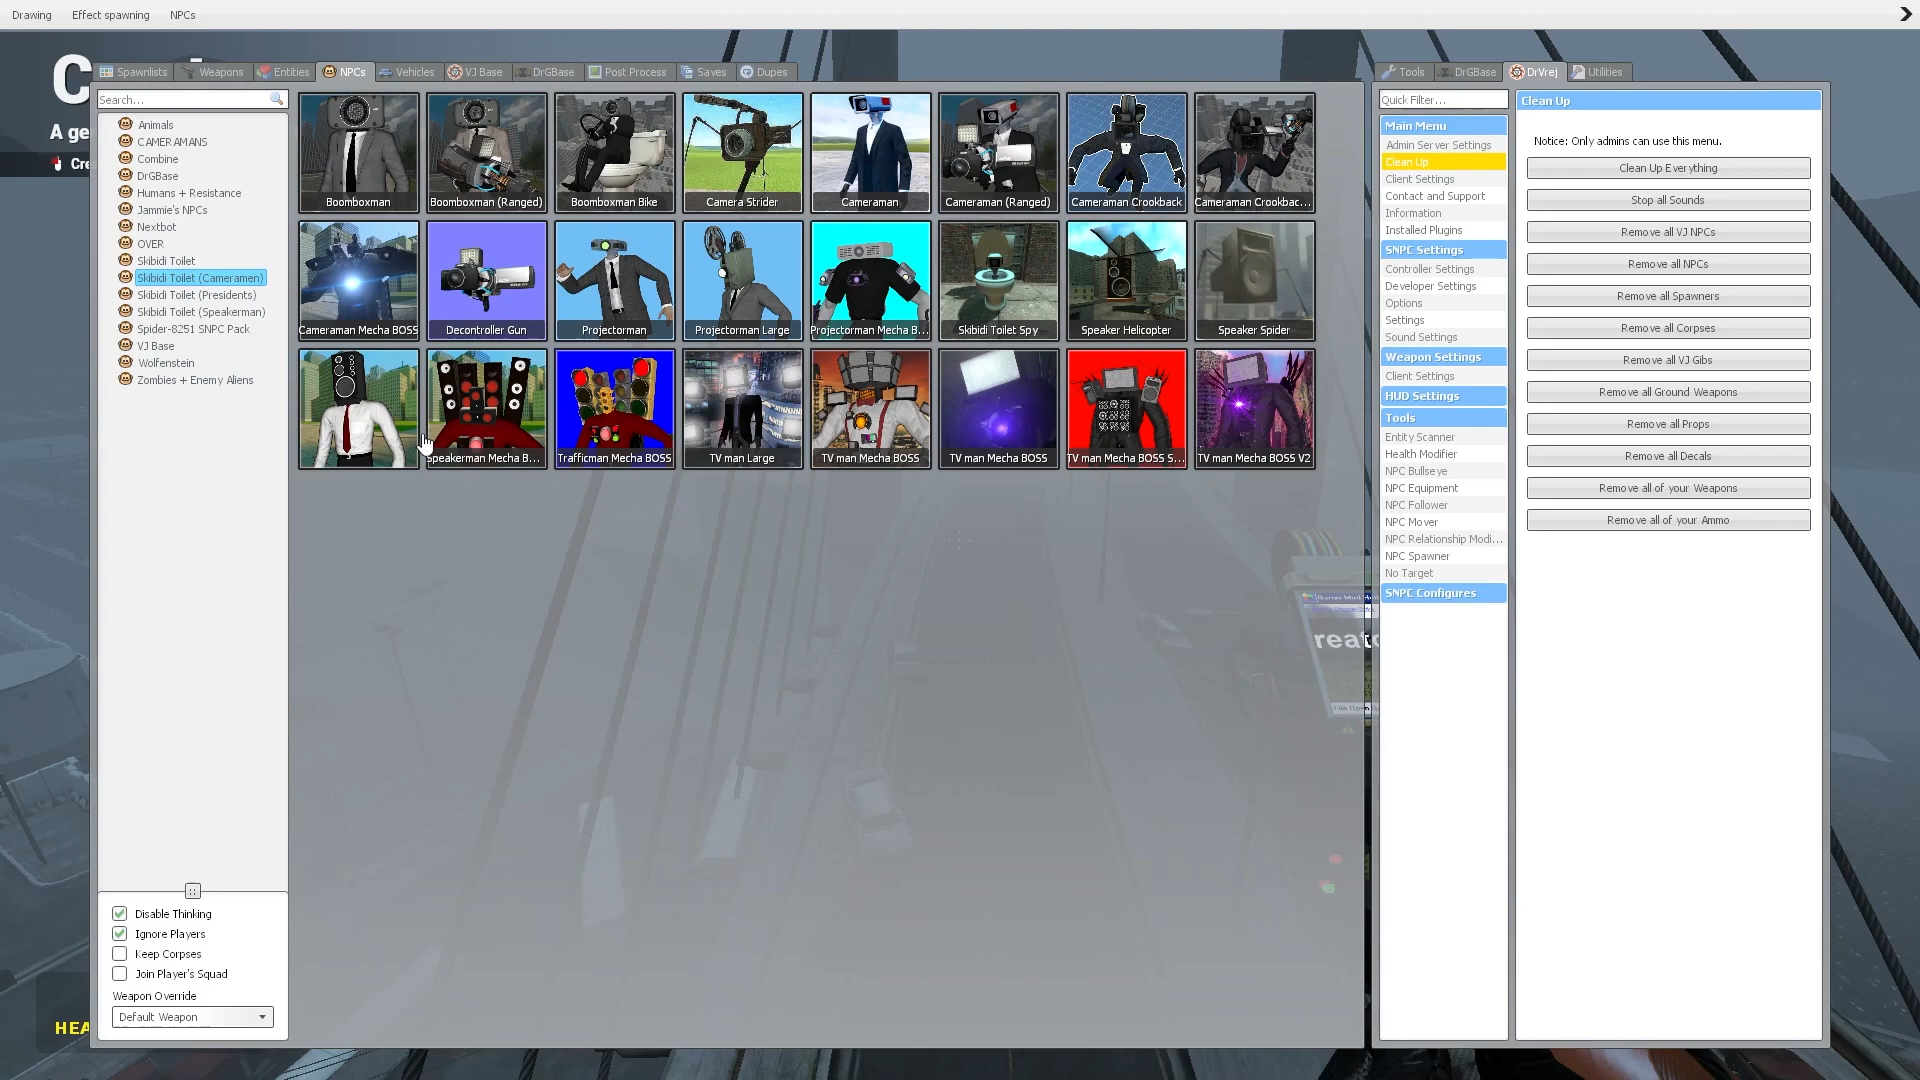 Drawing Effect spawning NPCs
C
A ge
Cre
Spawnlists Weapons Entities NPCs Vehicles VJ Base DrGBase Post Process Saves Dupes
Search...
Animals
CAMERAMANS
Combine
DrGBase
Humans + Resistance
Jammie's NPCs
Nextbot
OVER
Skibidi Toilet
Skibidi Toilet (Cameramen)
Skibidi Toilet (Presidents)
Skibidi Toilet (Speakerman)
Spider-8251 SNPC Pack
VJ Base
Wolfenstein
Zombies + Enemy Aliens
Disable Thinking
Ignore Players
Keep Corpses
Join Player's Squad
Weapon Override
Default Weapon
HEA
Boomboxman Boomboxman (Ranged) Boomboxman Bike Camera Strider Cameraman Cameraman (Ranged) Cameraman Crookback Cameraman Crookbac...
Cameraman Mecha BOSS Decontroller Gun Projectorman Projectorman Large Projectorman Mecha B... Skibidi Toilet Spy Speaker Helicopter Speaker Spider
Speakerman Mecha B... Trafficman Mecha BOSS TV man Large TV man Mecha BOSS TV man Mecha BOSS TV man Mecha BOSS S... TV man Mecha BOSS V2
reato
Tools DrGBase DrVrej Utilities
Quick Filter...
Main Menu
Admin Server Settings
Clean Up
Client Settings
Contact and Support
Information
Installed Plugins
SNPC Settings
Controller Settings
Developer Settings
Options
Settings
Sound Settings
Weapon Settings
Client Settings
HUD Settings
Tools
Entity Scanner
Health Modifier
NPC Bullseye
NPC Equipment
NPC Follower
NPC Mover
NPC Relationship Modi...
NPC Spawner
No Target
SNPC Configures
Clean Up
Notice: Only admins can use this menu.
Clean Up Everything
Stop all Sounds
Remove all VJ NPCs
Remove all NPCs
Remove all Spawners
Remove all Corpses
Remove all VJ Gibs
Remove all Ground Weapons
Remove all Props
Remove all Decals
Remove all of your Weapons
Remove all of your Ammo